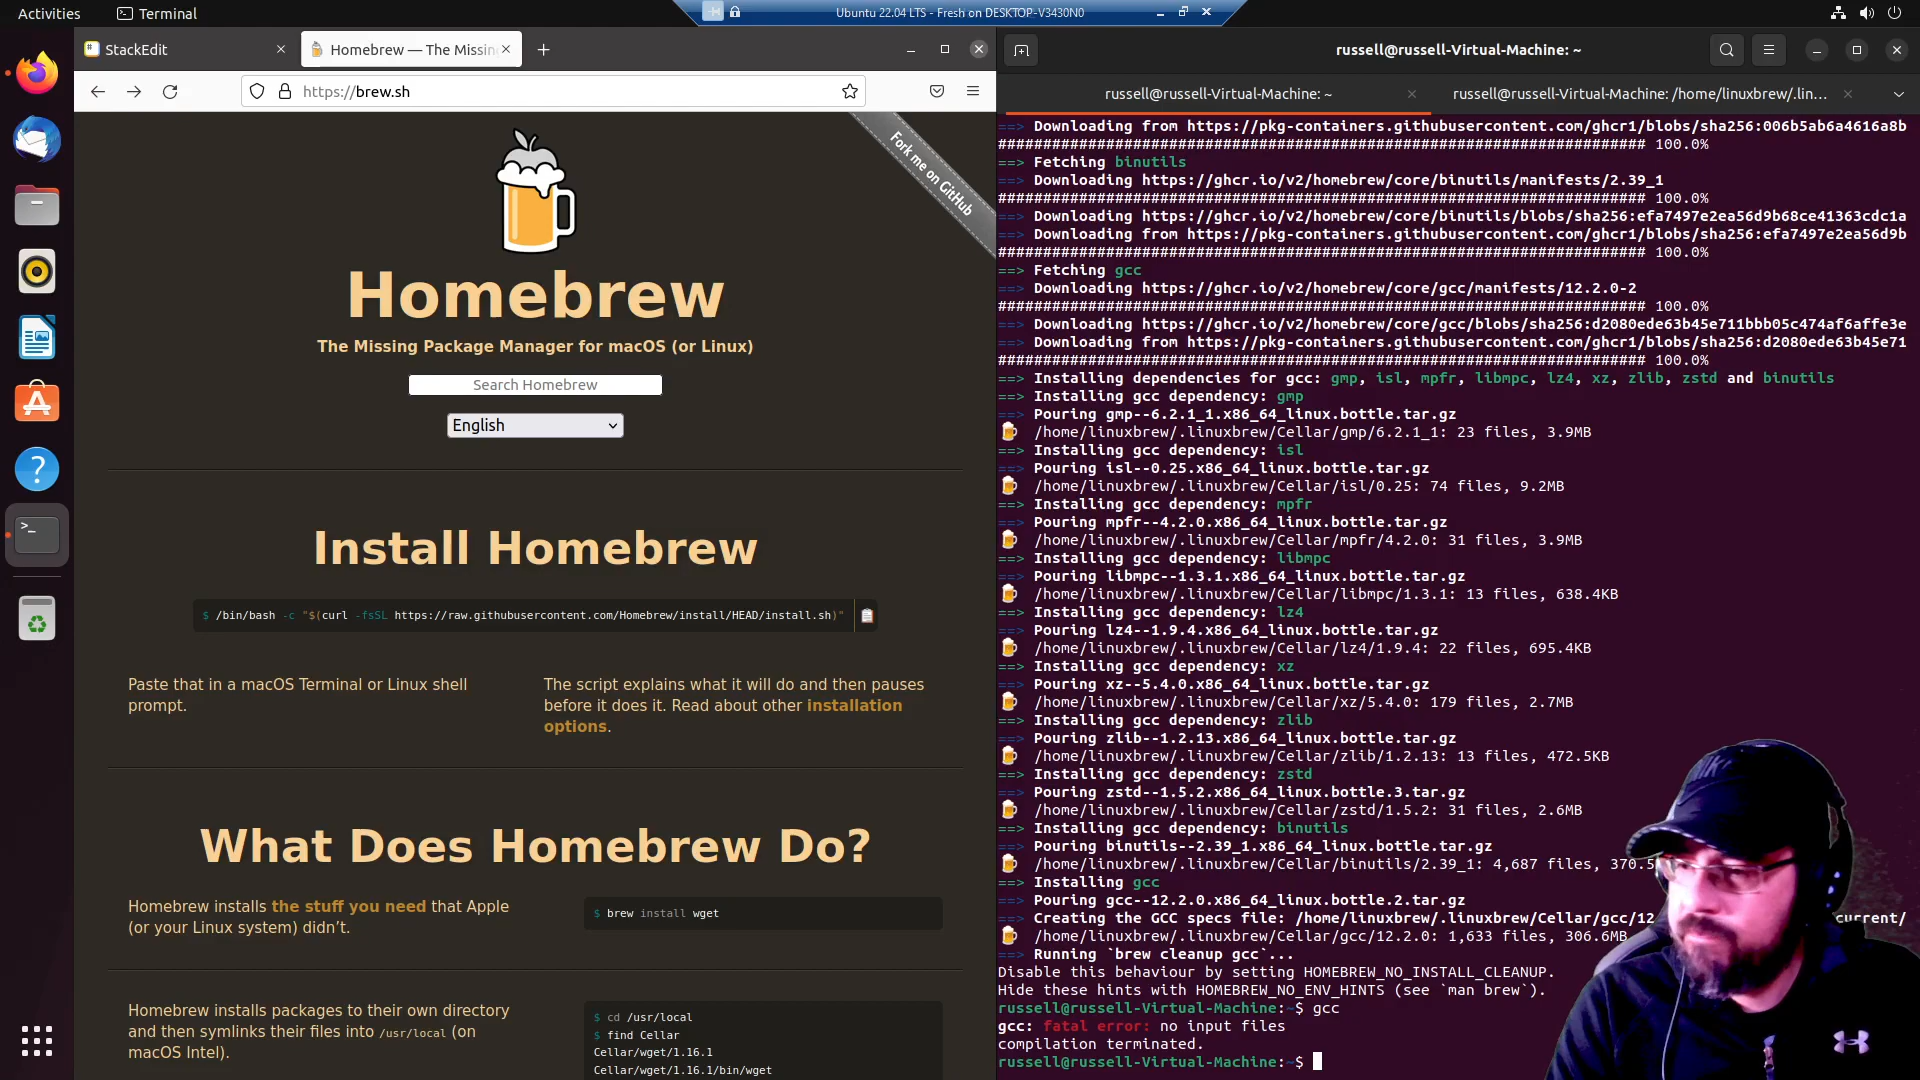 Activities
Terminal
Ubuntu 22.04 LTS - Fresh on DESKTOP-V3430N0
StackEdit
Homebrew — The Missin
https://brew.sh
Fork me on GitHub
Homebrew
The Missing Package Manager for macOS (or Linux)
Search Homebrew
English
Install Homebrew
$ /bin/bash -c "$(curl -fsSL https://raw.githubusercontent.com/Homebrew/install/HEAD/install.sh)"
Paste that in a macOS Terminal or Linux shell
prompt.
The script explains what it will do and then pauses
before it does it. Read about other installation
options.
What Does Homebrew Do?
Homebrew installs the stuff you need that Apple
(or your Linux system) didn't.
$ brew install wget
Homebrew installs packages to their own directory
and then symlinks their files into /usr/local (on
macOS Intel).
$ cd /usr/local
$ find Cellar
Cellar/wget/1.16.1
Cellar/wget/1.16.1/bin/wget
russell@russell-Virtual-Machine: ~
russell@russell-Virtual-Machine: ~
russell@russell-Virtual-Machine: /home/linuxbrew/.lin...
==> Downloading from https://pkg-containers.githubusercontent.com/ghcr1/blobs/sha256:006b5ab6a4616a8b
######################################################################## 100.0%
==> Fetching binutils
==> Downloading https://ghcr.io/v2/homebrew/core/binutils/manifests/2.39_1
######################################################################## 100.0%
==> Downloading https://ghcr.io/v2/homebrew/core/binutils/blobs/sha256:efa7497e2ea56d9b68ce41363cdc1a
==> Downloading from https://pkg-containers.githubusercontent.com/ghcr1/blobs/sha256:efa7497e2ea56d9b
######################################################################## 100.0%
==> Fetching gcc
==> Downloading https://ghcr.io/v2/homebrew/core/gcc/manifests/12.2.0-2
######################################################################## 100.0%
==> Downloading https://ghcr.io/v2/homebrew/core/gcc/blobs/sha256:d2080ede63b45e711bbb05c474af6affe3e
==> Downloading from https://pkg-containers.githubusercontent.com/ghcr1/blobs/sha256:d2080ede63b45e71
######################################################################## 100.0%
==> Installing dependencies for gcc: gmp, isl, mpfr, libmpc, lz4, xz, zlib, zstd and binutils
==> Installing gcc dependency: gmp
==> Pouring gmp--6.2.1_1.x86_64_linux.bottle.tar.gz
/home/linuxbrew/.linuxbrew/Cellar/gmp/6.2.1_1: 23 files, 3.9MB
==> Installing gcc dependency: isl
==> Pouring isl--0.25.x86_64_linux.bottle.tar.gz
/home/linuxbrew/.linuxbrew/Cellar/isl/0.25: 74 files, 9.2MB
==> Installing gcc dependency: mpfr
==> Pouring mpfr--4.2.0.x86_64_linux.bottle.tar.gz
/home/linuxbrew/.linuxbrew/Cellar/mpfr/4.2.0: 31 files, 3.9MB
==> Installing gcc dependency: libmpc
==> Pouring libmpc--1.3.1.x86_64_linux.bottle.tar.gz
/home/linuxbrew/.linuxbrew/Cellar/libmpc/1.3.1: 13 files, 638.4KB
==> Installing gcc dependency: lz4
==> Pouring lz4--1.9.4.x86_64_linux.bottle.tar.gz
/home/linuxbrew/.linuxbrew/Cellar/lz4/1.9.4: 22 files, 695.4KB
==> Installing gcc dependency: xz
==> Pouring xz--5.4.0.x86_64_linux.bottle.tar.gz
/home/linuxbrew/.linuxbrew/Cellar/xz/5.4.0: 179 files, 2.7MB
==> Installing gcc dependency: zlib
==> Pouring zlib--1.2.13.x86_64_linux.bottle.tar.gz
/home/linuxbrew/.linuxbrew/Cellar/zlib/1.2.13: 13 files, 472.5KB
==> Installing gcc dependency: zstd
==> Pouring zstd--1.5.2.x86_64_linux.bottle.3.tar.gz
/home/linuxbrew/.linuxbrew/Cellar/zstd/1.5.2: 31 files, 2.6MB
==> Installing gcc dependency: binutils
==> Pouring binutils--2.39_1.x86_64_linux.bottle.tar.gz
/home/linuxbrew/.linuxbrew/Cellar/binutils/2.39_1: 4,687 files, 370.5
==> Installing gcc
==> Pouring gcc--12.2.0.x86_64_linux.bottle.2.tar.gz
==> Creating the GCC specs file: /home/linuxbrew/.linuxbrew/Cellar/gcc/12 current/
/home/linuxbrew/.linuxbrew/Cellar/gcc/12.2.0: 1,633 files, 306.6MB
==> Running `brew cleanup gcc`...
Disable this behaviour by setting HOMEBREW_NO_INSTALL_CLEANUP.
Hide these hints with HOMEBREW_NO_ENV_HINTS (see `man brew`).
russell@russell-Virtual-Machine:~$ gcc
gcc: fatal error: no input files
compilation terminated.
russell@russell-Virtual-Machine:~$